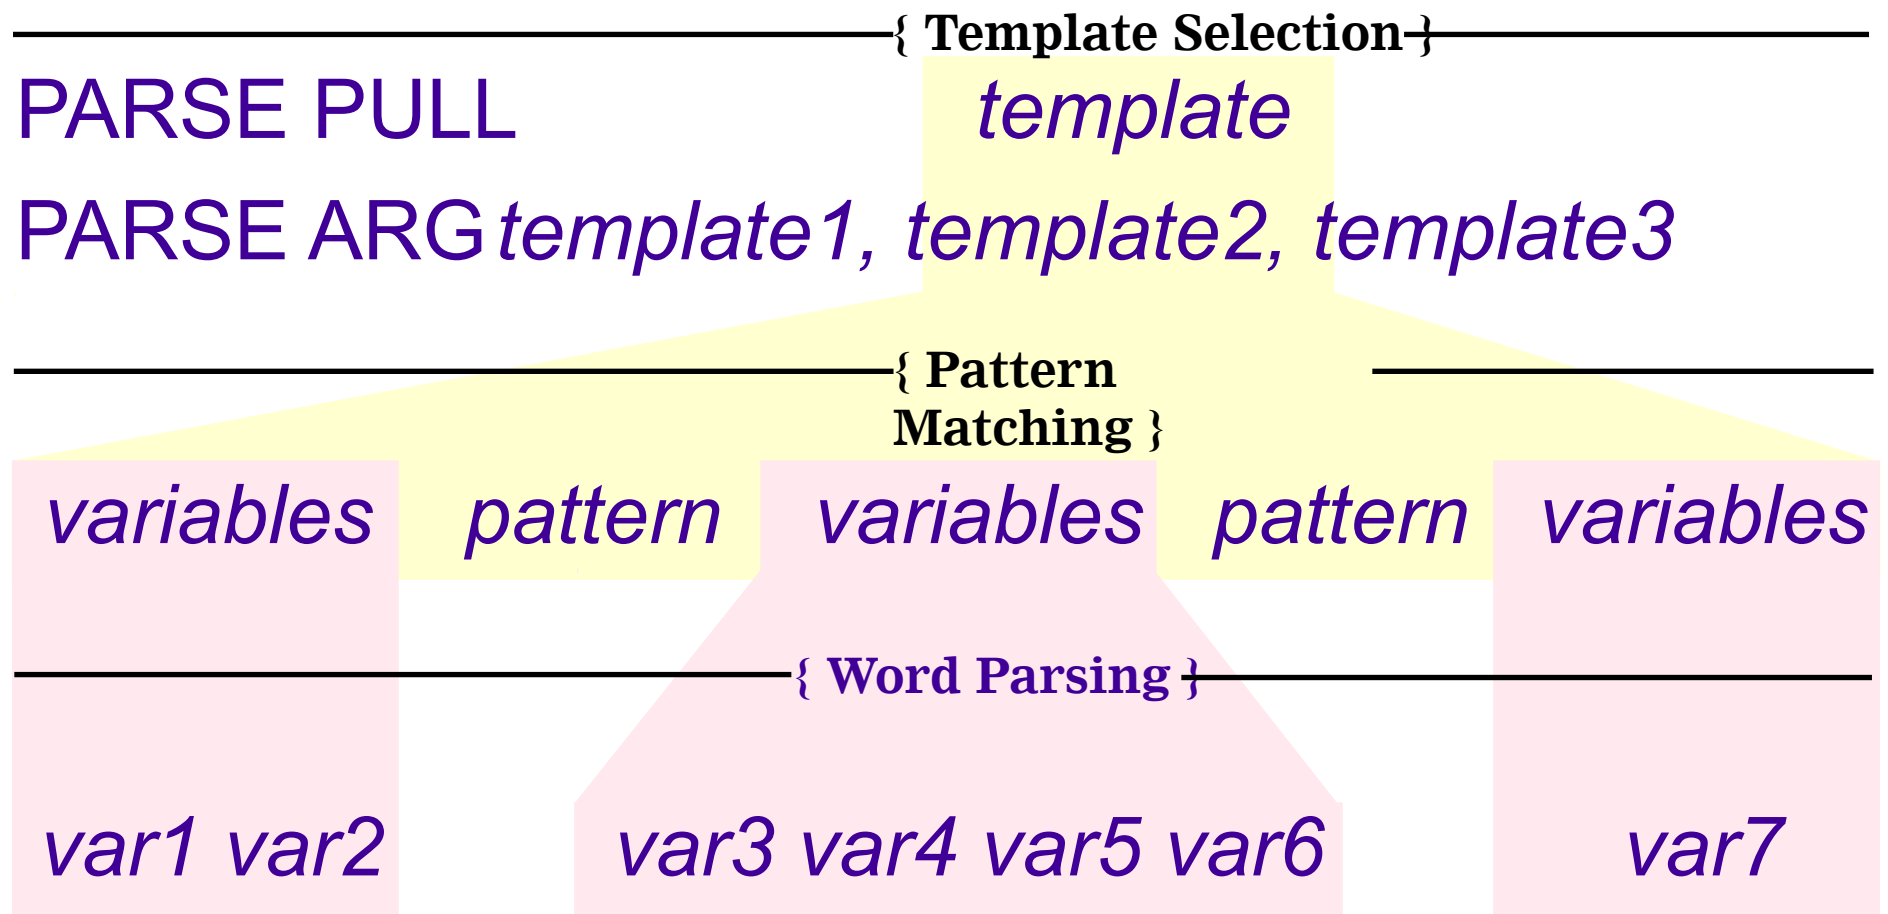 { Template Selection }
PARSE PULL template
PARSE ARG template1, template2, template3
{ Pattern
Matching }
variables pattern variables pattern variables
{ Word Parsing }
var1 var2 var3 var4 var5 var6 var7